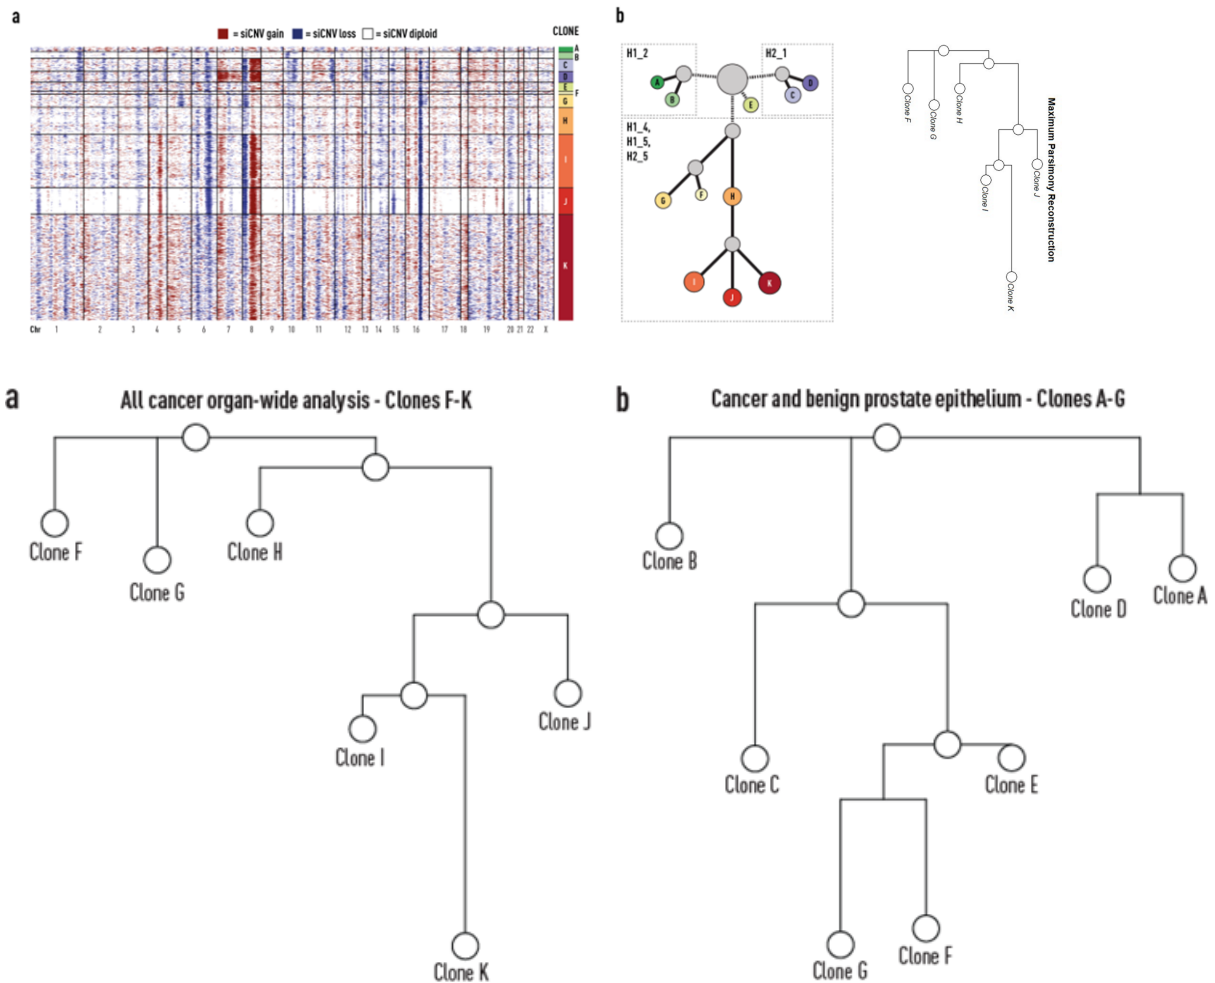 a
= siCNV gain = siCNV loss = siCNV diploid
CLONE
A
B
C
D
E
F
G
H
I
J
K
Chr 1 2 3 4 5 6 7 8 9 10 11 12 13 14 15 16 17 18 19 20 21 22 X
b
H1_2
H2_1
A
B
E
C
D
H1_4,
H1_5,
H2_5
G
F
H
I
J
K
Clone F
Clone G
Clone H
Clone I
Clone J
Clone K
Maximum Parsimony Reconstruction
a
All cancer organ-wide analysis - Clones F-K
Clone F
Clone G
Clone H
Clone I
Clone J
Clone K
b
Cancer and benign prostate epithelium - Clones A-G
Clone B
Clone D
Clone A
Clone C
Clone E
Clone G
Clone F